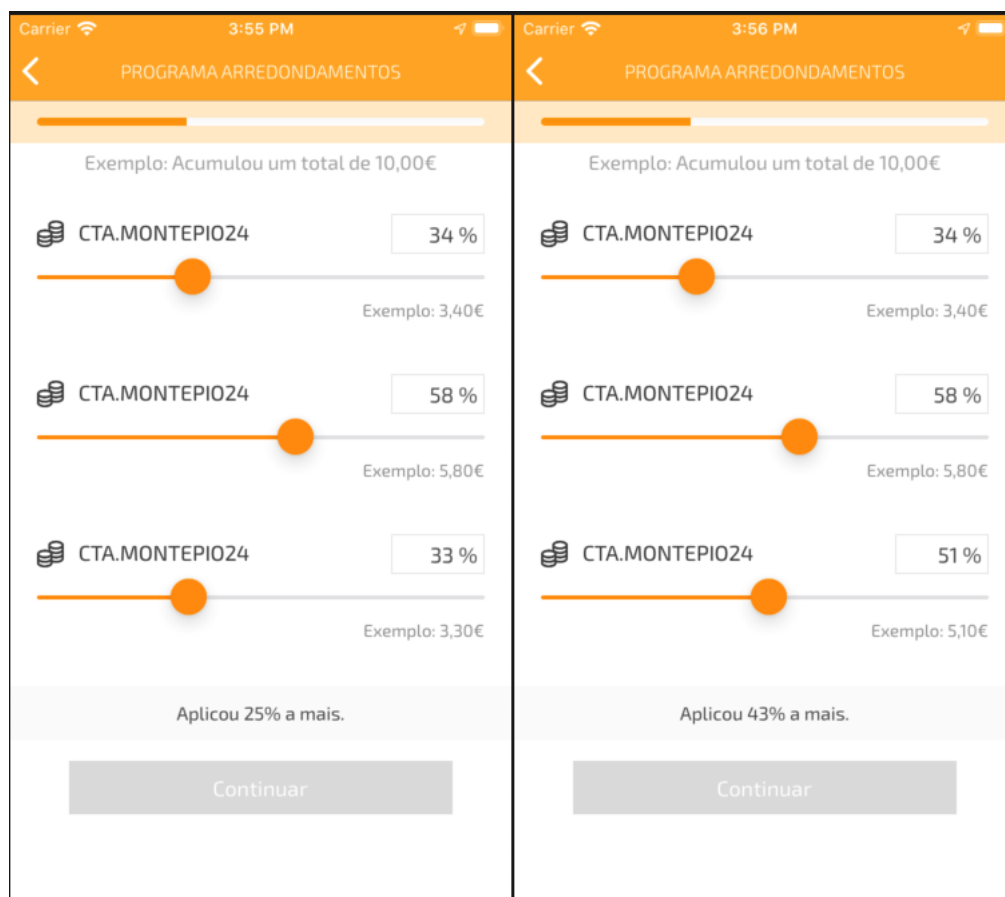 Carrier 3:55 PM
PROGRAMA ARREDONDAMENTOS
Exemplo: Acumulou um total de 10,00€
CTA.MONTEPIO24 34 %
Exemplo: 3,40€
CTA.MONTEPIO24 58 %
Exemplo: 5,80€
CTA.MONTEPIO24 33 %
Exemplo: 3,30€
Aplicou 25% a mais.
Continuar
Carrier 3:56 PM
PROGRAMA ARREDONDAMENTOS
Exemplo: Acumulou um total de 10,00€
CTA.MONTEPIO24 34 %
Exemplo: 3,40€
CTA.MONTEPIO24 58 %
Exemplo: 5,80€
CTA.MONTEPIO24 51 %
Exemplo: 5,10€
Aplicou 43% a mais.
Continuar